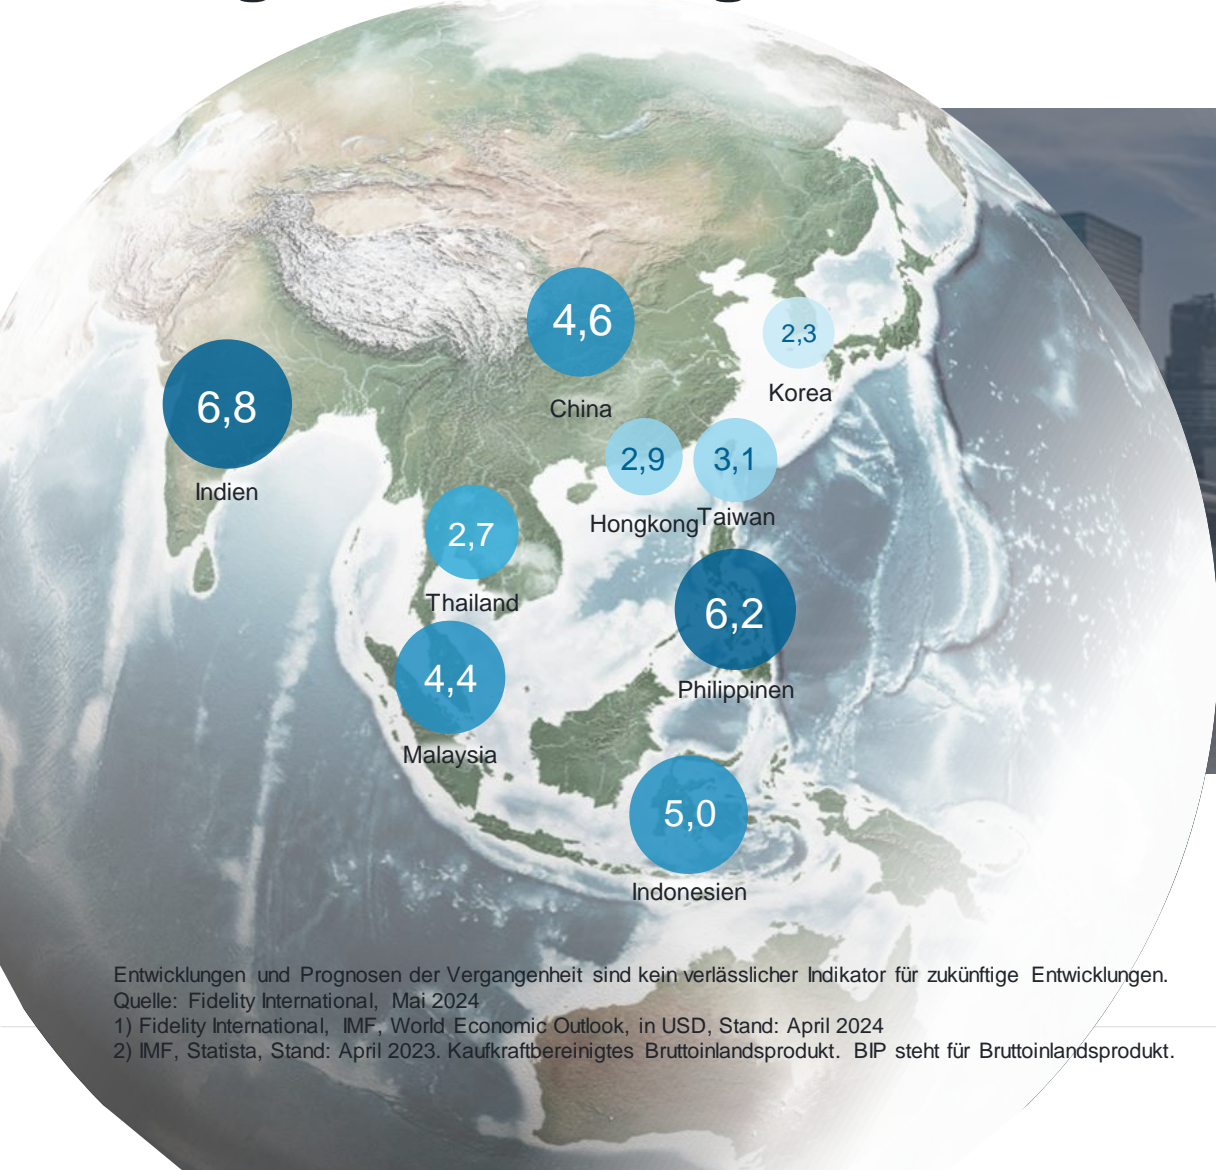 4,6
China
2,3
Korea
6,8
Indien
2,9
Hongkong
3,1
Taiwan
2,7
Thailand
6,2
Philippinen
4,4
Malaysia
5,0
Indonesien
Entwicklungen und Prognosen der Vergangenheit sind kein verlässlicher Indikator für zukünftige Entwicklungen.
Quelle: Fidelity International, Mai 2024
1) Fidelity International, IMF, World Economic Outlook, in USD, Stand: April 2024
2) IMF, Statista, Stand: April 2023. Kaufkraftbereinigtes Bruttoinlandsprodukt. BIP steht für Bruttoinlandsprodukt.